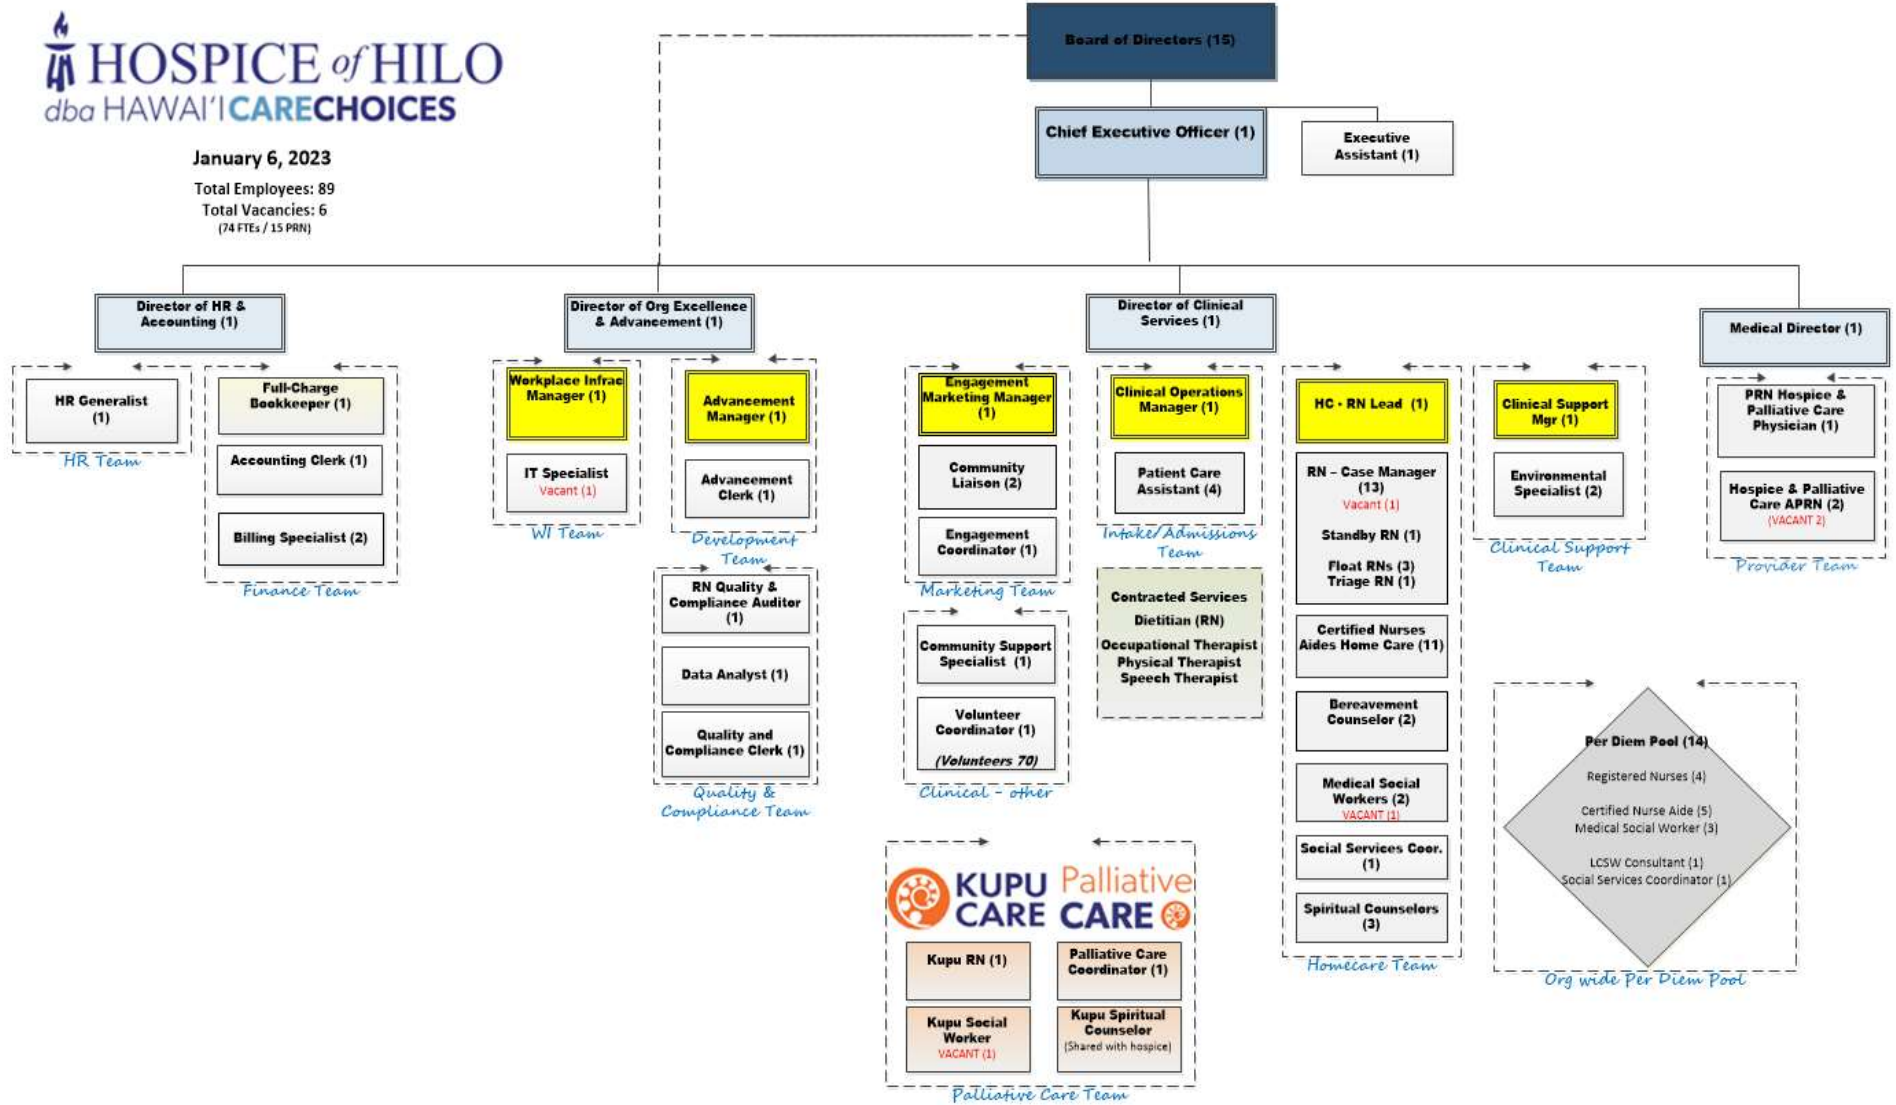 HOSPICE of HILO
dba HAWAI'I CARECHOICES
January 6, 2023
Total Employees: 89
Total Vacancies: 6
(74 FTEs / 15 PRN)
Board of Directors (15)
Chief Executive Officer (1)
Executive
Assistant (1)
Director of HR &
Accounting (1)
HR Generalist
(1)
HR Team
Full-Charge
Bookkeeper (1)
Accounting Clerk (1)
Billing Specialist (2)
Finance Team
Director of Org Excellence
& Advancement (1)
Workplace Infrac
Manager (1)
IT Specialist
Vacant (1)
WI Team
Advancement
Manager (1)
Advancement
Clerk (1)
Development
Team
RN Quality &
Compliance Auditor
(1)
Data Analyst (1)
Quality and
Compliance Clerk (1)
Quality &
Compliance Team
Director of Clinical
Services (1)
Engagement
Marketing Manager
(1)
Community
Liaison (2)
Engagement
Coordinator (1)
Marketing Team
Community Support
Specialist (1)
Volunteer
Coordinator (1)
(Volunteers 70)
Clinical - other
Clinical Operations
Manager (1)
Patient Care
Assistant (4)
Intake/Admissions
Team
Contracted Services
Dietitian (RN)
Occupational Therapist
Physical Therapist
Speech Therapist
HC - RN Lead (1)
RN – Case Manager
(13)
Vacant (1)
Standby RN (1)
Float RNs (3)
Triage RN (1)
Certified Nurses
Aides Home Care (11)
Bereavement
Counselor (2)
Medical Social
Workers (2)
VACANT (1)
Social Services Coor.
(1)
Spiritual Counselors
(3)
Homecare Team
Clinical Support
Mgr (1)
Environmental
Specialist (2)
Clinical Support
Team
Medical Director (1)
PRN Hospice &
Palliative Care
Physician (1)
Hospice & Palliative
Care APRN (2)
(VACANT 2)
Provider Team
Per Diem Pool (14)
Registered Nurses (4)
Certified Nurse Aide (5)
Medical Social Worker (3)
LCSW Consultant (1)
Social Services Coordinator (1)
Org wide Per Diem Pool
KUPU
CARE
Palliative
CARE
Kupu RN (1)
Palliative Care
Coordinator (1)
Kupu Social
Worker
VACANT (1)
Kupu Spiritual
Counselor
(Shared with hospice)
Palliative Care Team